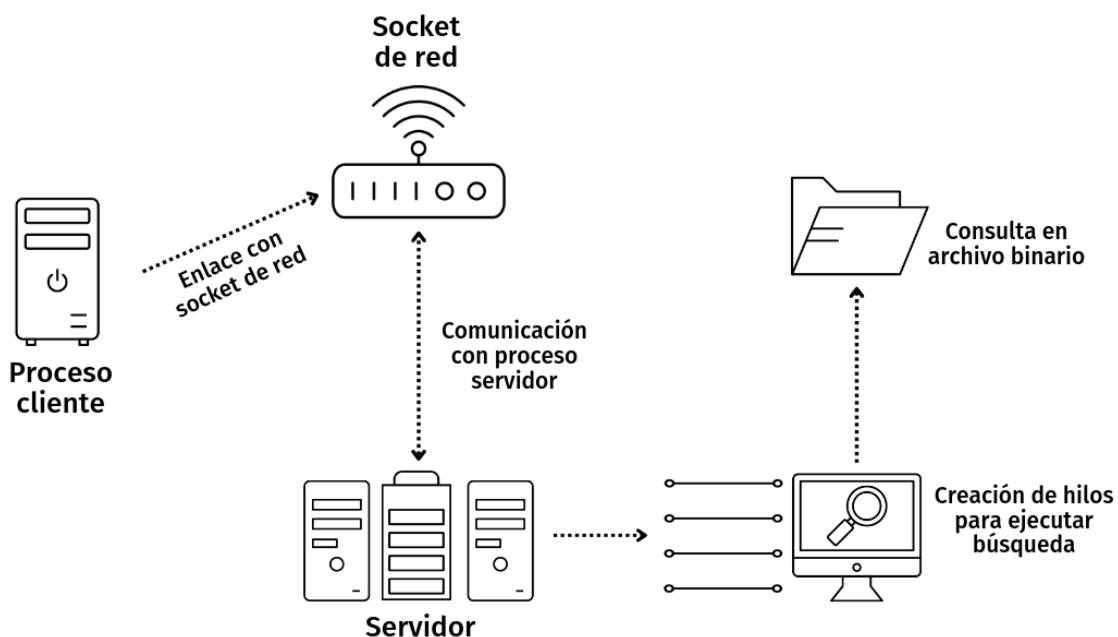 Socket
de red
Enlace con
socket de red
Proceso
cliente
Comunicación
con proceso
servidor
Servidor
Consulta en
archivo binario
Creación de hilos
para ejecutar
búsqueda